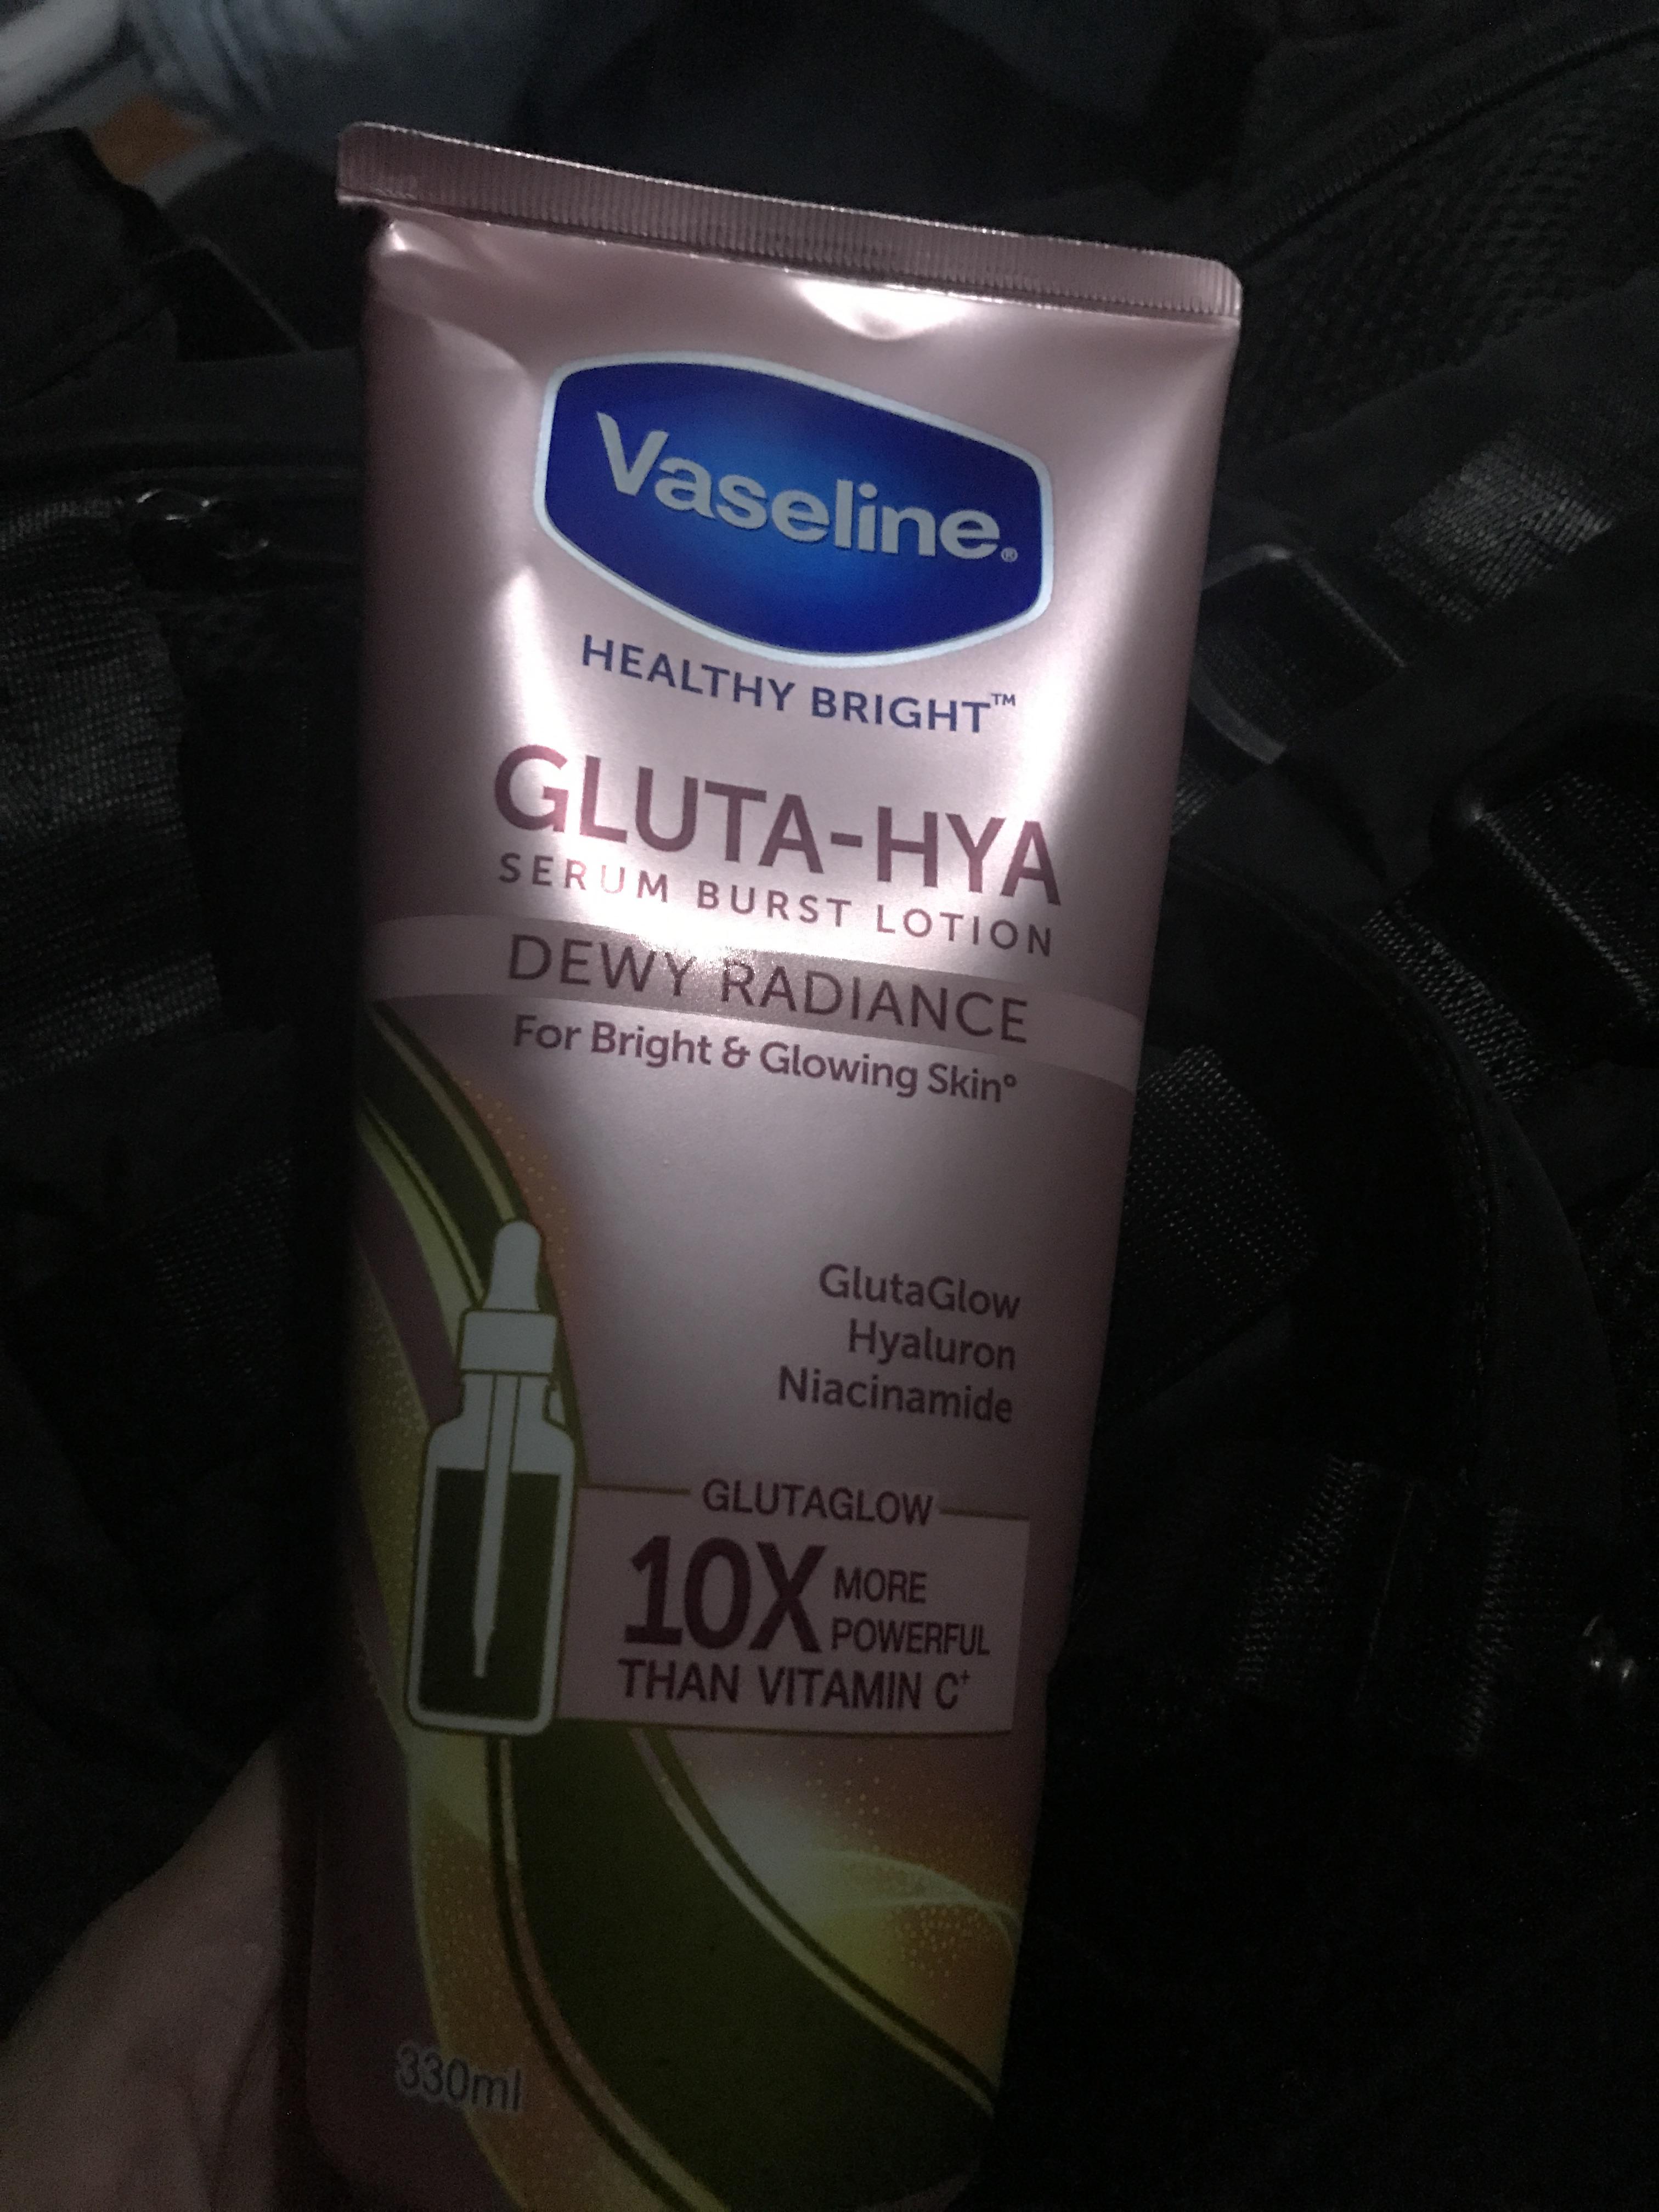 Vaseline®
HEALTHY BRIGHT™
GLUTA-HYA
SERUM BURST LOTION
DEWY RADIANCE
For Bright & Glowing Skin°
GlutaGlow
Hyaluron
Niacinamide
GLUTAGLOW
10X MORE
POWERFUL
THAN VITAMIN C⁺
330ml